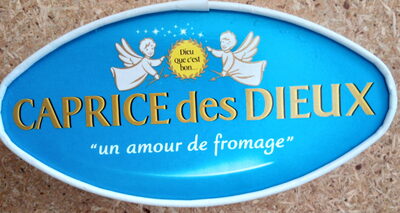 Dieu
que c'est
bon...
CAPRICE des DIEUX
"un amour de fromage"